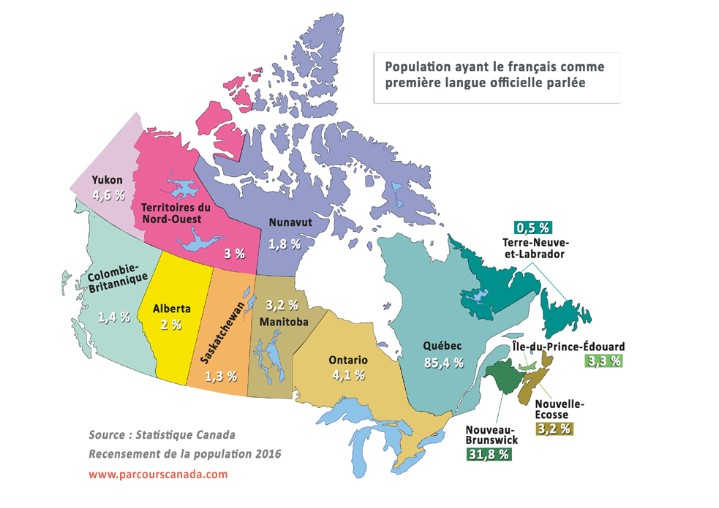 Population ayant le français comme
première langue officielle parlée
Yukon
4,6 %
Territoires du
Nord-Ouest
3 %
Nunavut
1,8 %
0,5 %
Terre-Neuve-
et-Labrador
Colombie-
Britannique
1,4 %
Alberta
2 %
Saskatchewan
1,3 %
3,2 %
Manitoba
Ontario
4,1 %
Québec
85,4 %
Île-du-Prince-Édouard
3,3 %
Nouvelle-
Ecosse
3,2 %
Nouveau-
Brunswick
31,8 %
Source : Statistique Canada
Recensement de la population 2016
www.parcourscanada.com